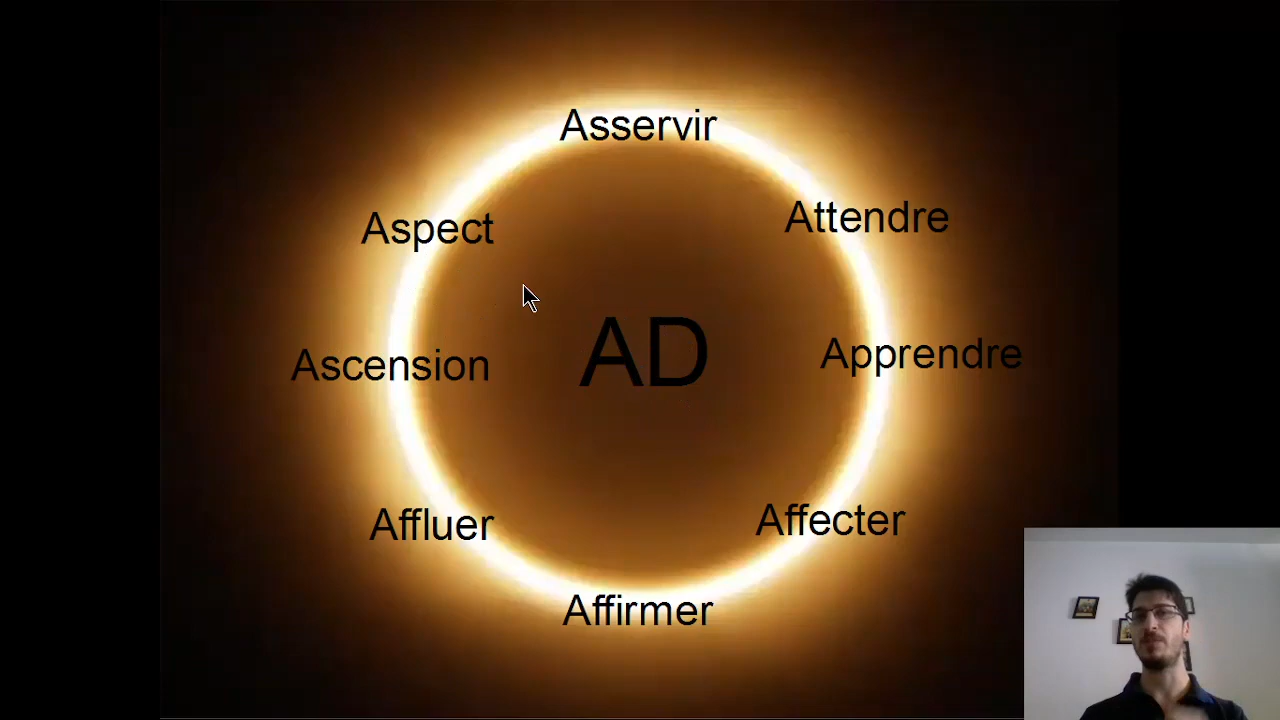 Asservir
Attendre
Aspect
AD
Apprendre
Ascension
Affecter
Affluer
Affirmer